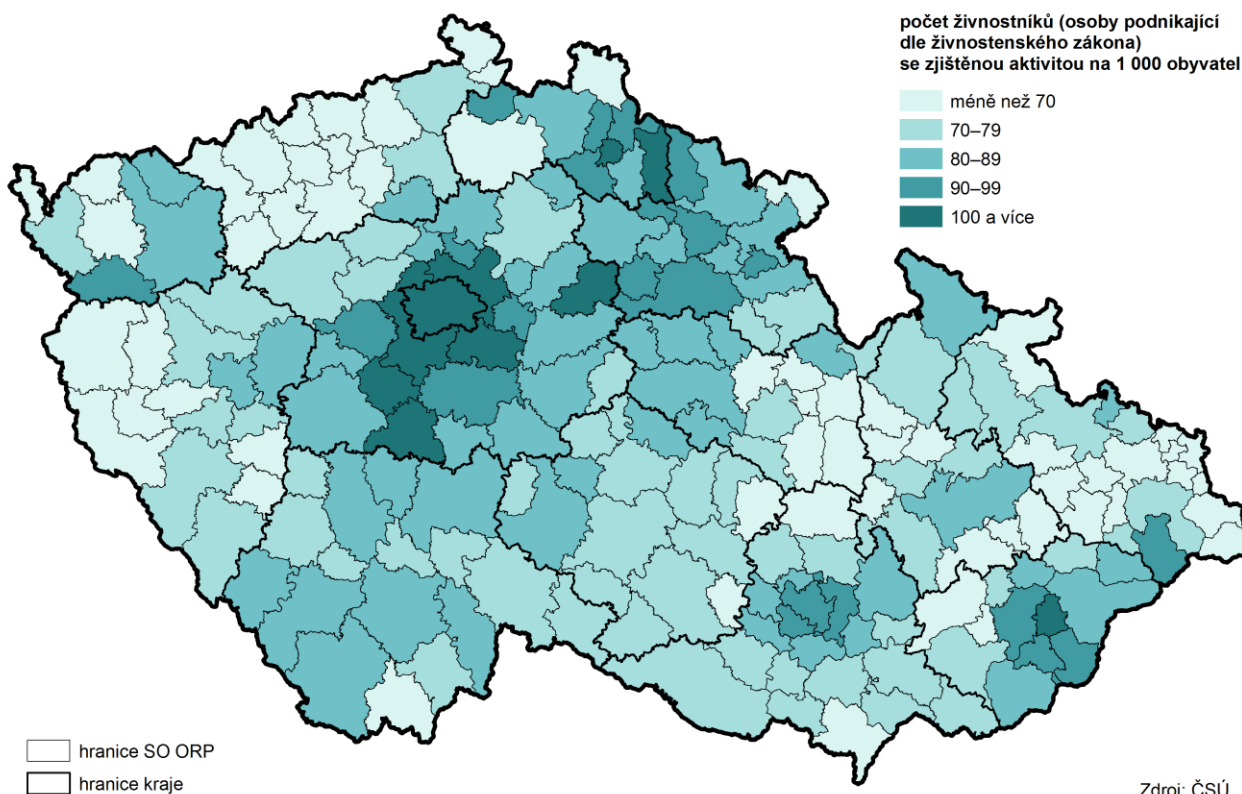 počet živnostníků (osoby podnikající
dle živnostenského zákona)
se zjištěnou aktivitou na 1 000 obyvatel
méně než 70
70–79
80–89
90–99
100 a více
hranice SO ORP
hranice kraje
Zdroj: ČSÚ